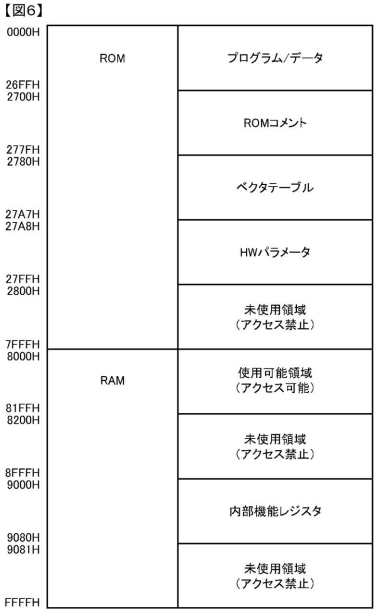 【図6】
0000H
ROM
プログラム/データ
26FFH
2700H
ROMコメント
277FH
2780H
ベクタテーブル
27A7H
27A8H
HWパラメータ
27FFH
2800H
未使用領域
(アクセス禁止)
7FFFH
8000H
RAM
使用可能領域
(アクセス可能)
81FFH
8200H
未使用領域
(アクセス禁止)
8FFFH
9000H
内部機能レジスタ
9080H
9081H
未使用領域
(アクセス禁止)
FFFFH